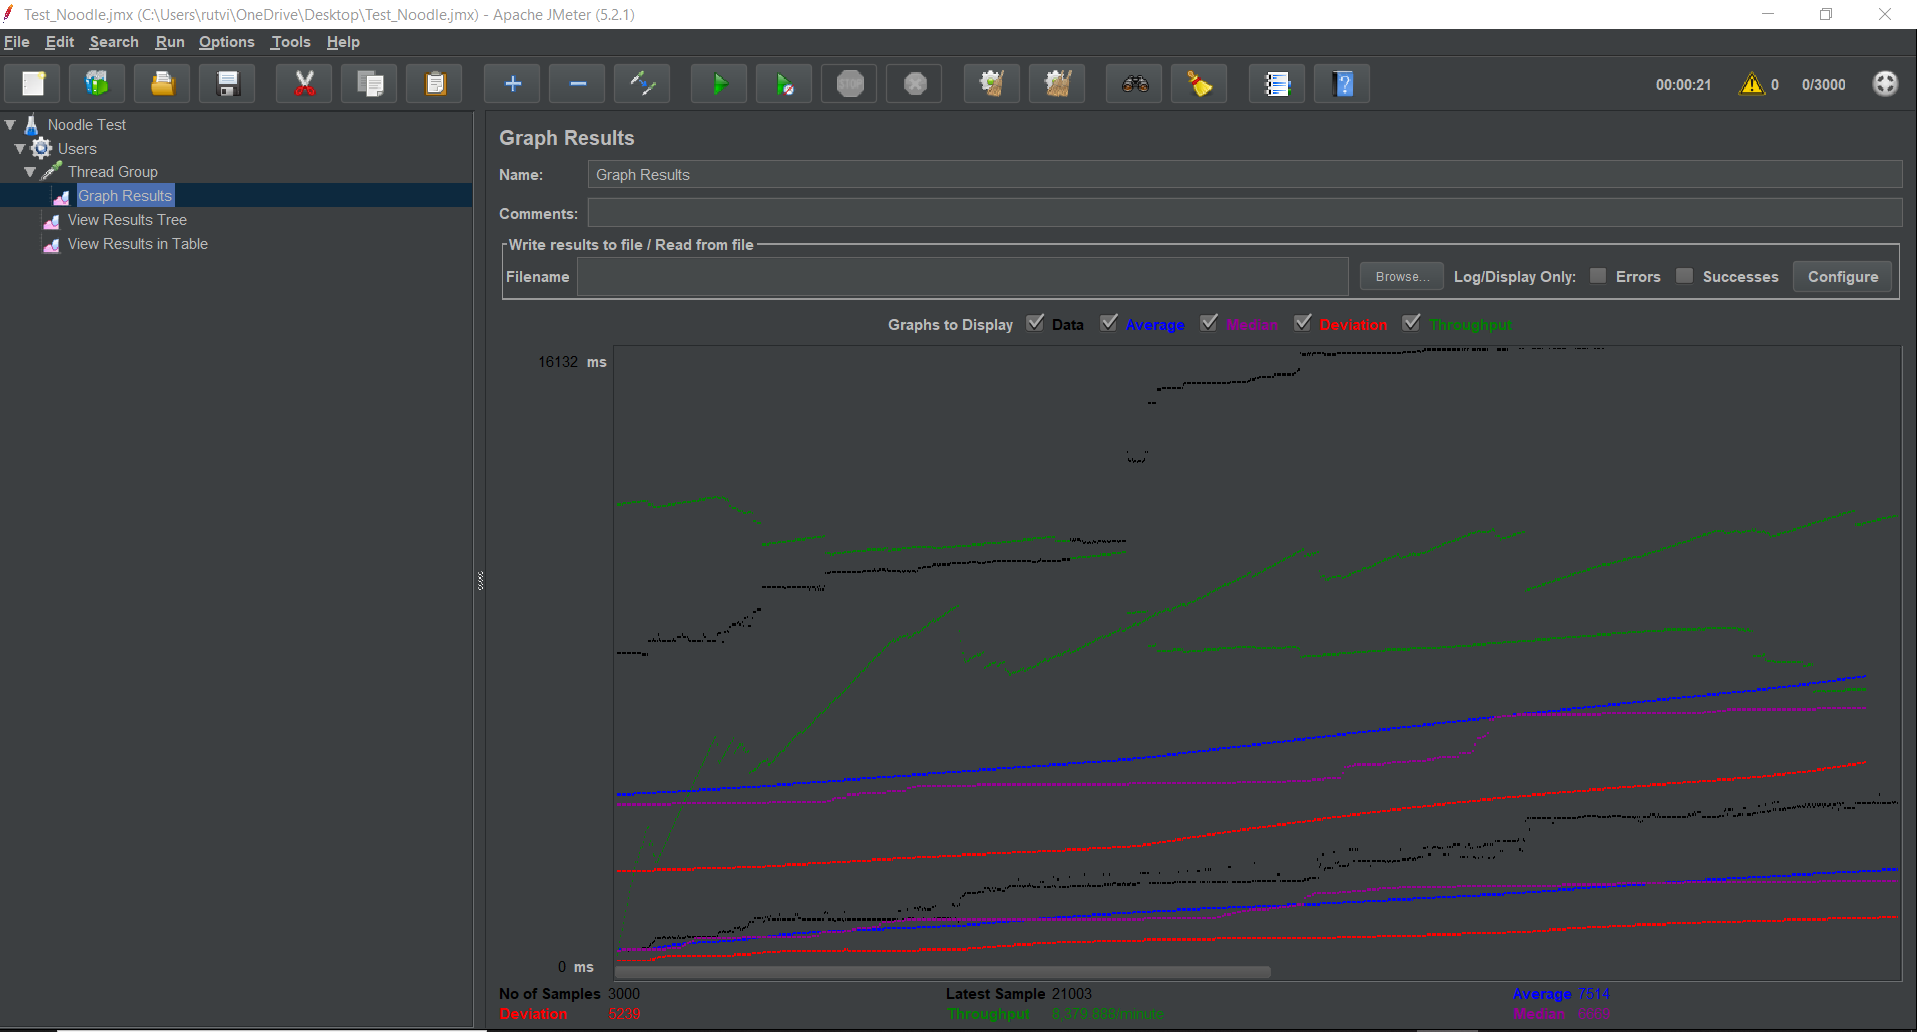 Test_Noodle.jmx (C:\Users\rutvi\OneDrive\Desktop\Test_Noodle.jmx) - Apache JMeter (5.2.1)
File Edit Search Run Options Tools Help
STOP 00:00:21 0 0/3000
Noodle Test
Users
Thread Group
Graph Results
View Results Tree
View Results in Table
Graph Results
Name: Graph Results
Comments:
Write results to file / Read from file
Filename Browse... Log/Display Only: Errors Successes Configure
Graphs to Display Data Average Median Deviation Throughput
16132 ms
0 ms
No of Samples 3000 Latest Sample 21003 Average 7514
Deviation 5239 Throughput 8,379.888/minute Median